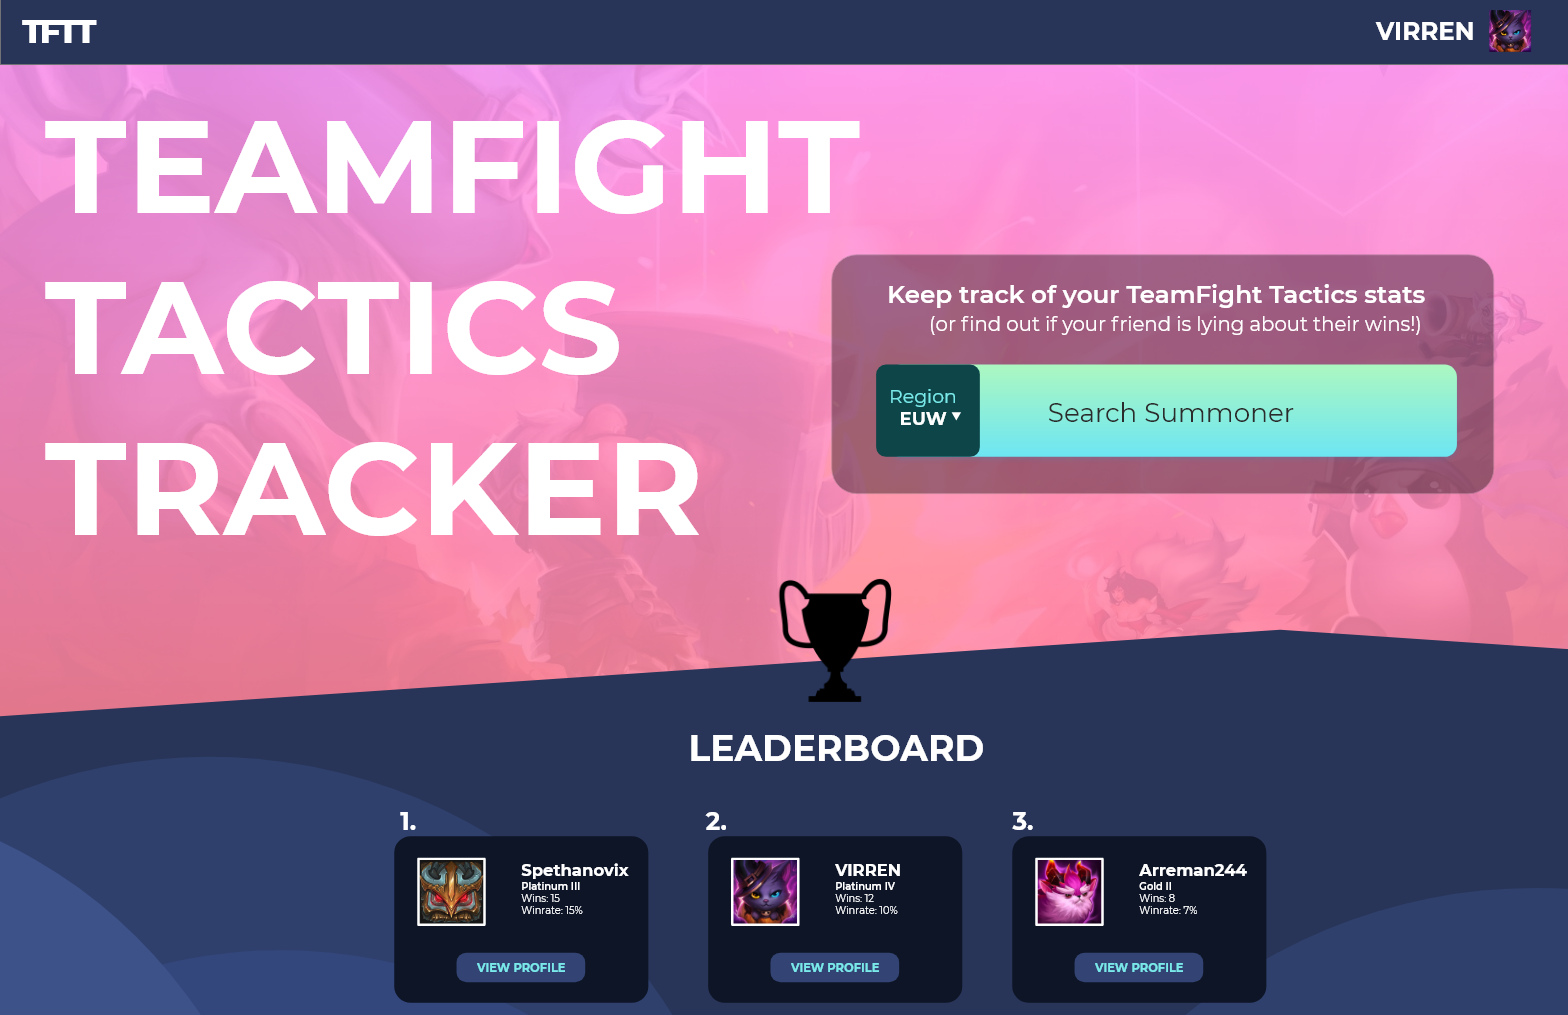 TFTT
VIRREN
TEAMFIGHT
TACTICS
TRACKER
Keep track of your TeamFight Tactics stats
(or find out if your friend is lying about their wins!)
Region
EUW
Search Summoner
LEADERBOARD
1.
Spethanovix
Platinum III
Wins: 15
Winrate: 15%
VIEW PROFILE
2.
VIRREN
Platinum IV
Wins: 12
Winrate: 10%
VIEW PROFILE
3.
Arreman244
Gold II
Wins: 8
Winrate: 7%
VIEW PROFILE